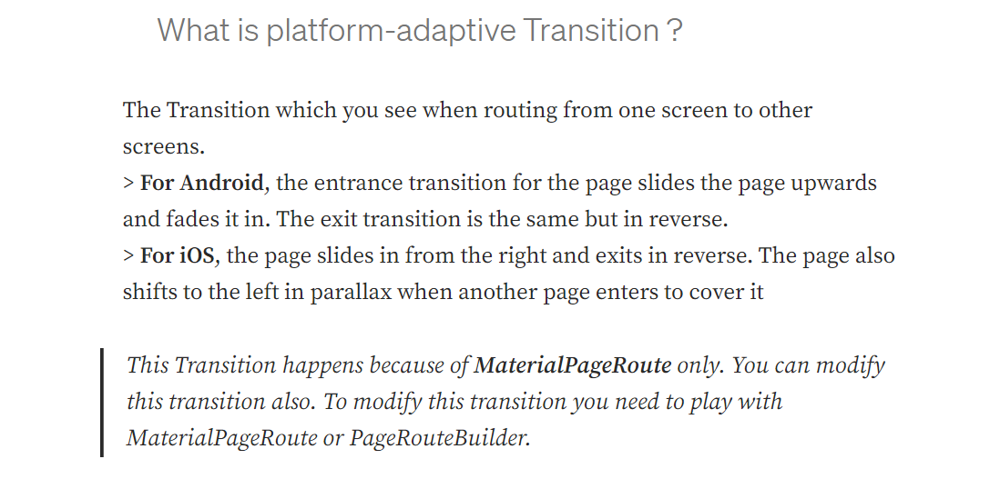 What is platform-adaptive Transition ?
The Transition which you see when routing from one screen to other
screens.
> For Android, the entrance transition for the page slides the page upwards
and fades it in. The exit transition is the same but in reverse.
> For iOS, the page slides in from the right and exits in reverse. The page also
shifts to the left in parallax when another page enters to cover it
This Transition happens because of MaterialPageRoute only. You can modify
this transition also. To modify this transition you need to play with
MaterialPageRoute or PageRouteBuilder.